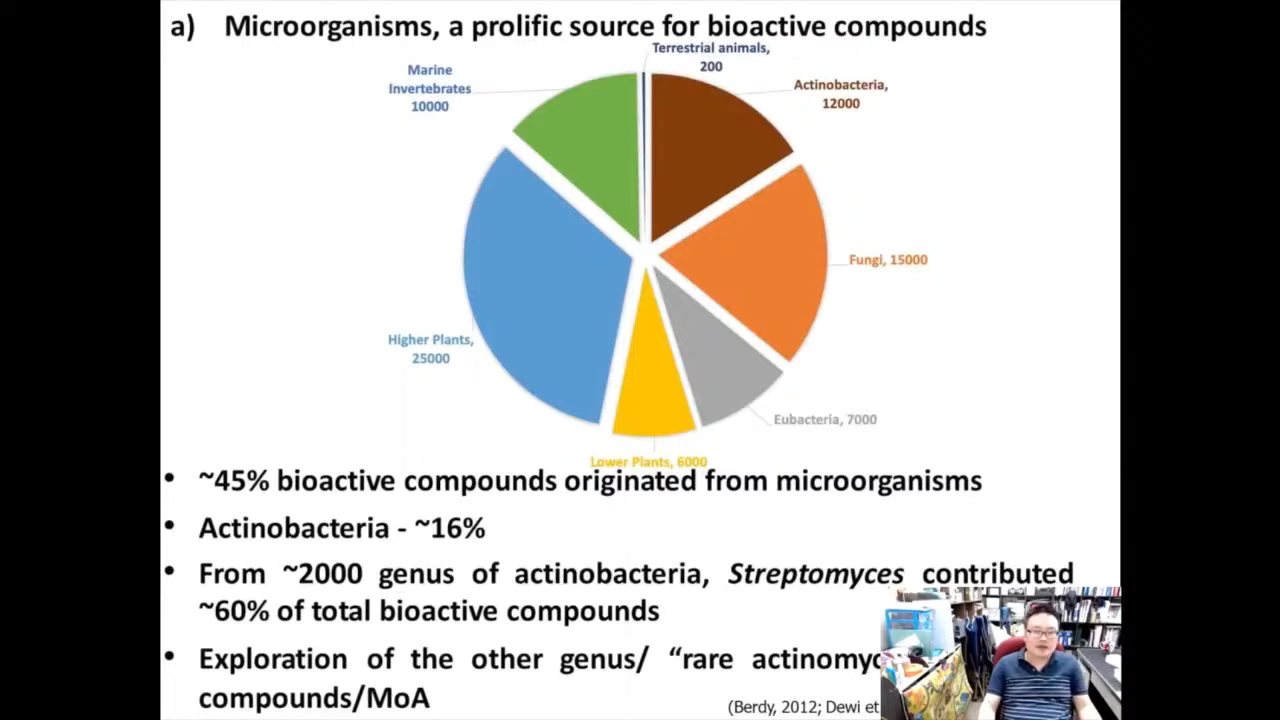 a) Microorganisms, a prolific source for bioactive compounds
Terrestrial animals,
200
Marine
Invertebrates
10000
Actinobacteria,
12000
Fungi, 15000
Higher Plants,
25000
Eubacteria, 7000
Lower Plants, 6000
• ~45% bioactive compounds originated from microorganisms
• Actinobacteria - ~16%
• From ~2000 genus of actinobacteria, Streptomyces contributed
~60% of total bioactive compounds
• Exploration of the other genus/ “rare
compounds/MoA
(Berdy, 2012; Dewi et